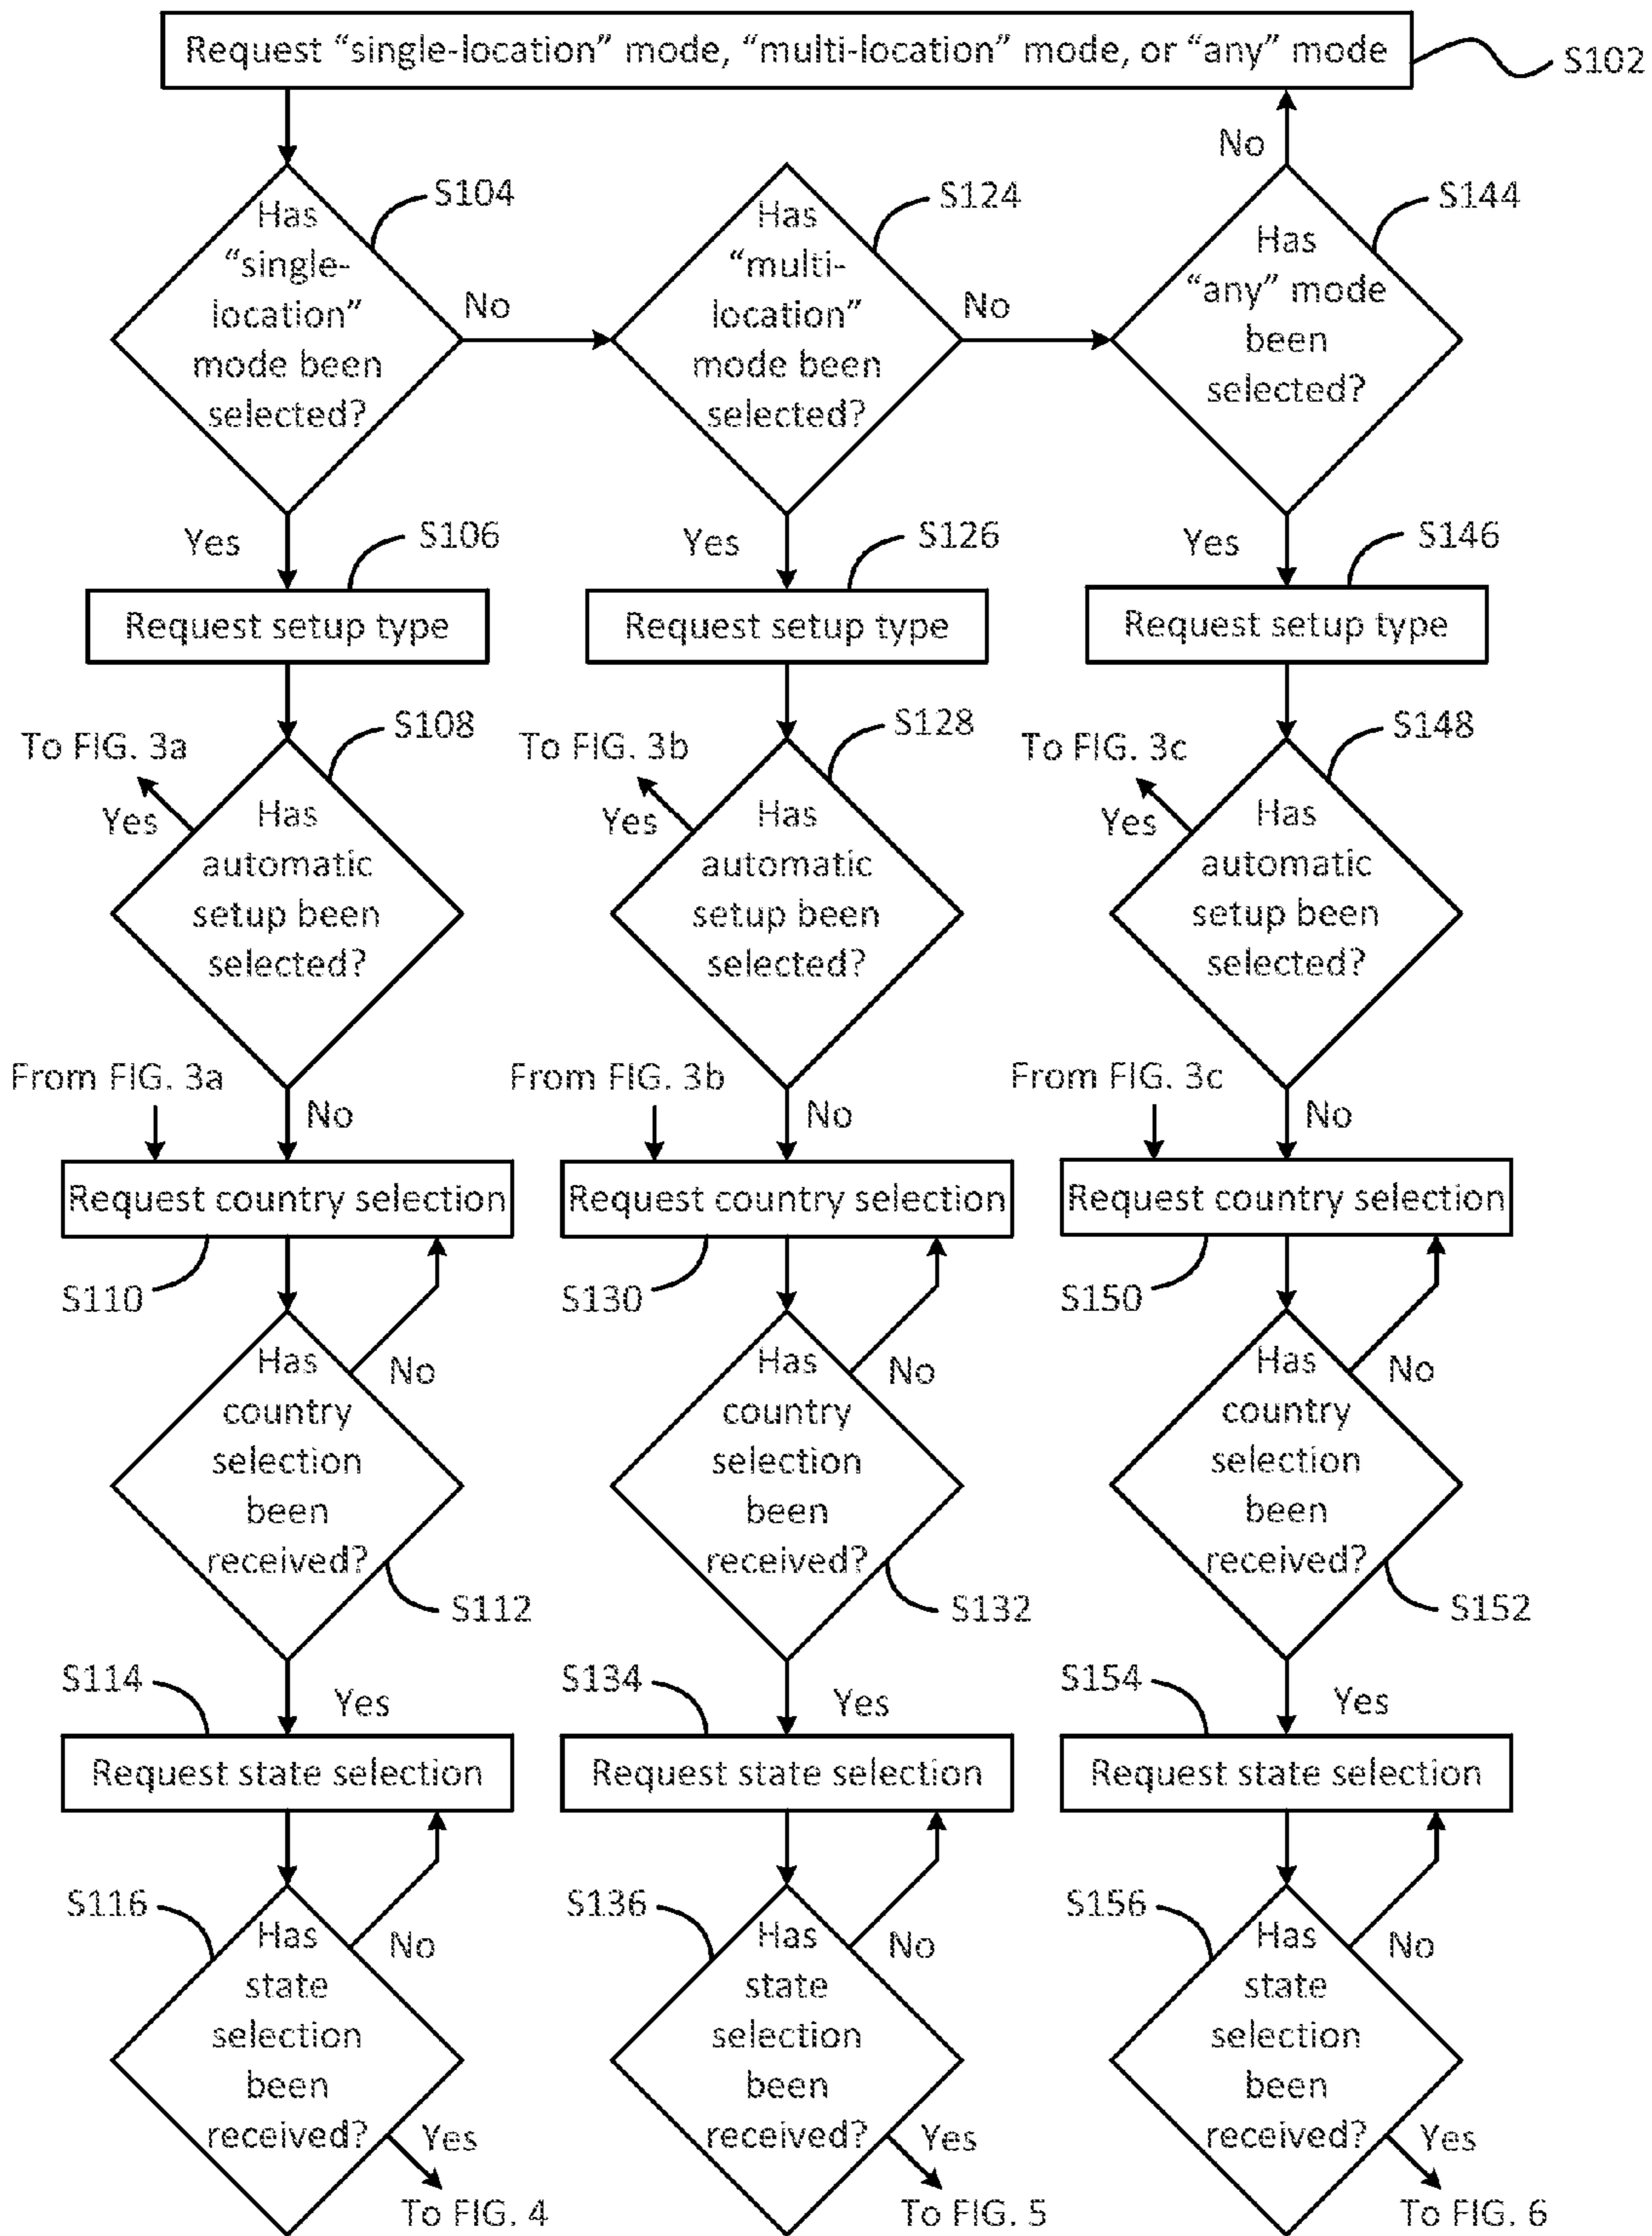 Request “single-location” mode, “multi-location” mode, or “any” mode
S102
No
S104
Has
“single-
location”
mode been
selected?
No
S124
Has
“multi-
location”
mode been
selected?
No
S144
Has
“any” mode
been
selected?
Yes
S106
Request setup type
Yes
S126
Request setup type
Yes
S146
Request setup type
To FIG. 3a
S108
Yes
Has
automatic
setup been
selected?
To FIG. 3b
S128
Yes
Has
automatic
setup been
selected?
To FIG. 3c
S148
Yes
Has
automatic
setup been
selected?
From FIG. 3a
No
Request country selection
S110
From FIG. 3b
No
Request country selection
S130
From FIG. 3c
No
Request country selection
S150
Has
country
selection
been
received?
No
S112
Has
country
selection
been
received?
No
S132
Has
country
selection
been
received?
No
S152
S114
Yes
Request state selection
S134
Yes
Request state selection
S154
Yes
Request state selection
S116
Has
state
selection
been
received?
No
Yes
To FIG. 4
S136
Has
state
selection
been
received?
No
Yes
To FIG. 5
S156
Has
state
selection
been
received?
No
Yes
To FIG. 6